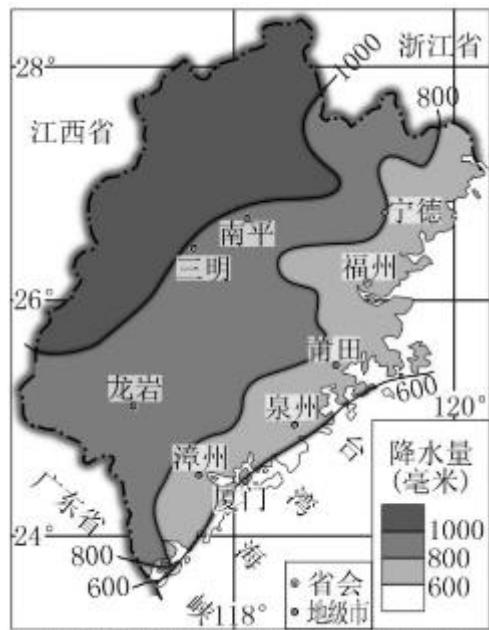 浙江省
28°
1000
800
江西省
宁德
南平
三明
福州
26°
莆田
600
龙岩
120°
泉州
台
漳州
湾
厦门
广东省
海
24°
800
600
峡
118°
降水量
(毫米)
1000
800
600
省会
地级市